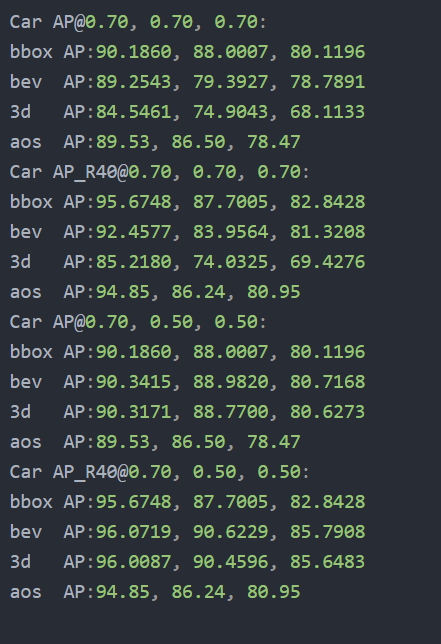 Car AP@0.70, 0.70, 0.70:
bbox AP:90.1860, 88.0007, 80.1196
bev  AP:89.2543, 79.3927, 78.7891
3d   AP:84.5461, 74.9043, 68.1133
aos  AP:89.53, 86.50, 78.47
Car AP_R40@0.70, 0.70, 0.70:
bbox AP:95.6748, 87.7005, 82.8428
bev  AP:92.4577, 83.9564, 81.3208
3d   AP:85.2180, 74.0325, 69.4276
aos  AP:94.85, 86.24, 80.95
Car AP@0.70, 0.50, 0.50:
bbox AP:90.1860, 88.0007, 80.1196
bev  AP:90.3415, 88.9820, 80.7168
3d   AP:90.3171, 88.7700, 80.6273
aos  AP:89.53, 86.50, 78.47
Car AP_R40@0.70, 0.50, 0.50:
bbox AP:95.6748, 87.7005, 82.8428
bev  AP:96.0719, 90.6229, 85.7908
3d   AP:96.0087, 90.4596, 85.6483
aos  AP:94.85, 86.24, 80.95